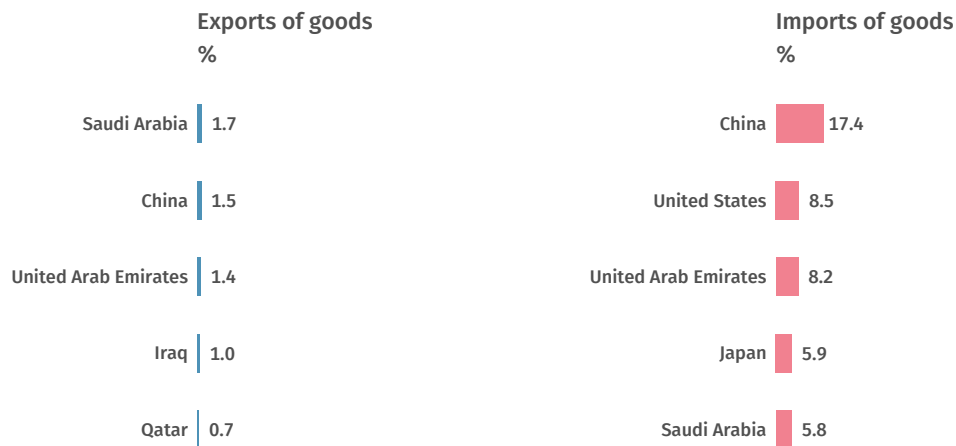 Exports of goods
%
Saudi Arabia 1.7
China 1.5
United Arab Emirates 1.4
Iraq 1.0
Qatar 0.7
Imports of goods
%
China 17.4
United States 8.5
United Arab Emirates 8.2
Japan 5.9
Saudi Arabia 5.8